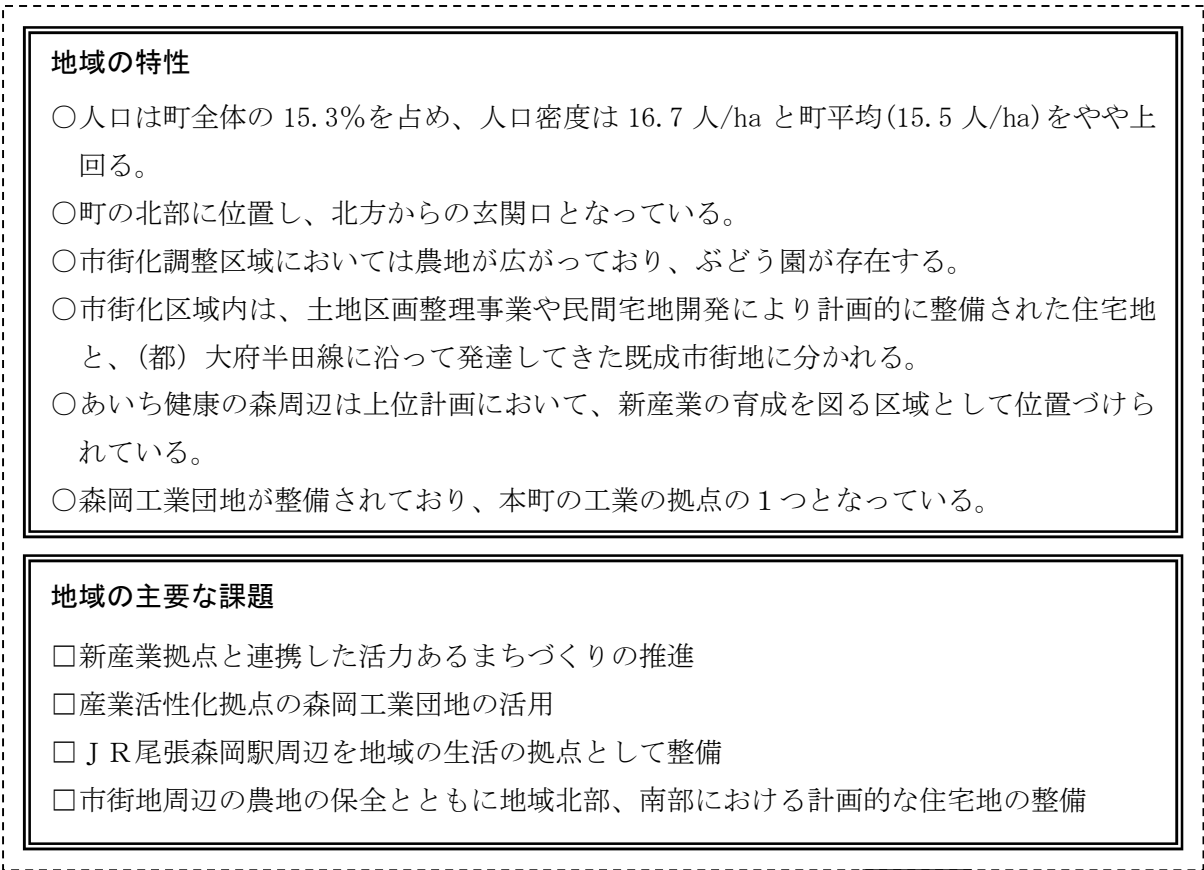 地域の特性
○人口は町全体の 15.3％を占め、人口密度は 16.7 人/ha と町平均(15.5 人/ha)をやや上
回る。
○町の北部に位置し、北方からの玄関口となっている。
○市街化調整区域においては農地が広がっており、ぶどう園が存在する。
○市街化区域内は、土地区画整理事業や民間宅地開発により計画的に整備された住宅地
と、(都）大府半田線に沿って発達してきた既成市街地に分かれる。
○あいち健康の森周辺は上位計画において、新産業の育成を図る区域として位置づけら
れている。
○森岡工業団地が整備されており、本町の工業の拠点の１つとなっている。
地域の主要な課題
□新産業拠点と連携した活力あるまちづくりの推進
□産業活性化拠点の森岡工業団地の活用
□ＪＲ尾張森岡駅周辺を地域の生活の拠点として整備
□市街地周辺の農地の保全とともに地域北部、南部における計画的な住宅地の整備